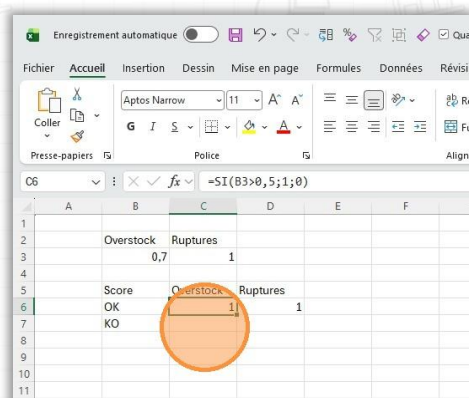 Enregistrement automatique
Fichier Accueil Insertion Dessin Mise en page Formules Données
Coller
Aptos Narrow 11 A^ A˅
G I S A
Presse-papiers Police
C6 fx =SI(B3>0,5;1;0)
A B C D E F
1
2 Overstock Ruptures
3 0,7 1
4
5 Score Overstock Ruptures
6 OK 1 1
7 KO
8
9
10
11